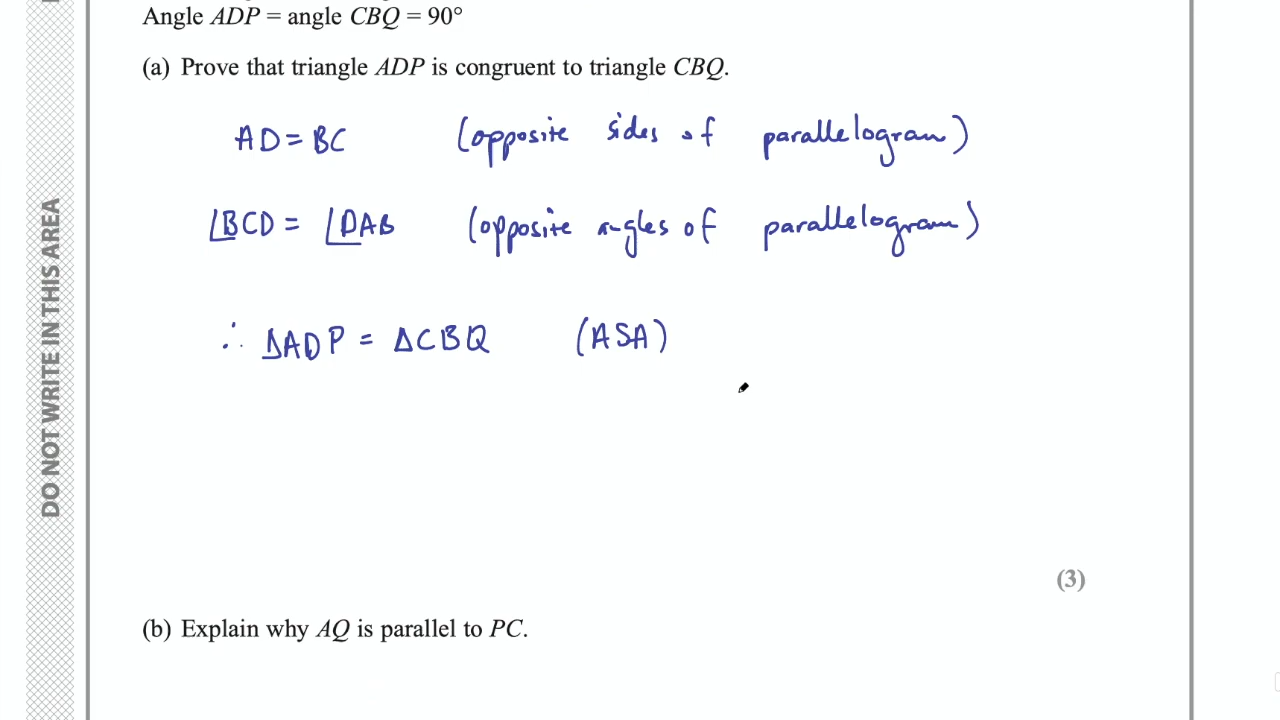 Angle ADP = angle CBQ = 90°
(a) Prove that triangle ADP is congruent to triangle CBQ.
AD = BC (opposite sides of parallelogram)
∠BCD = ∠DAB (opposite angles of parallelogram)
∴ ΔADP = ΔCBQ (ASA)
(3)
(b) Explain why AQ is parallel to PC.
DO NOT WRITE IN THIS AREA